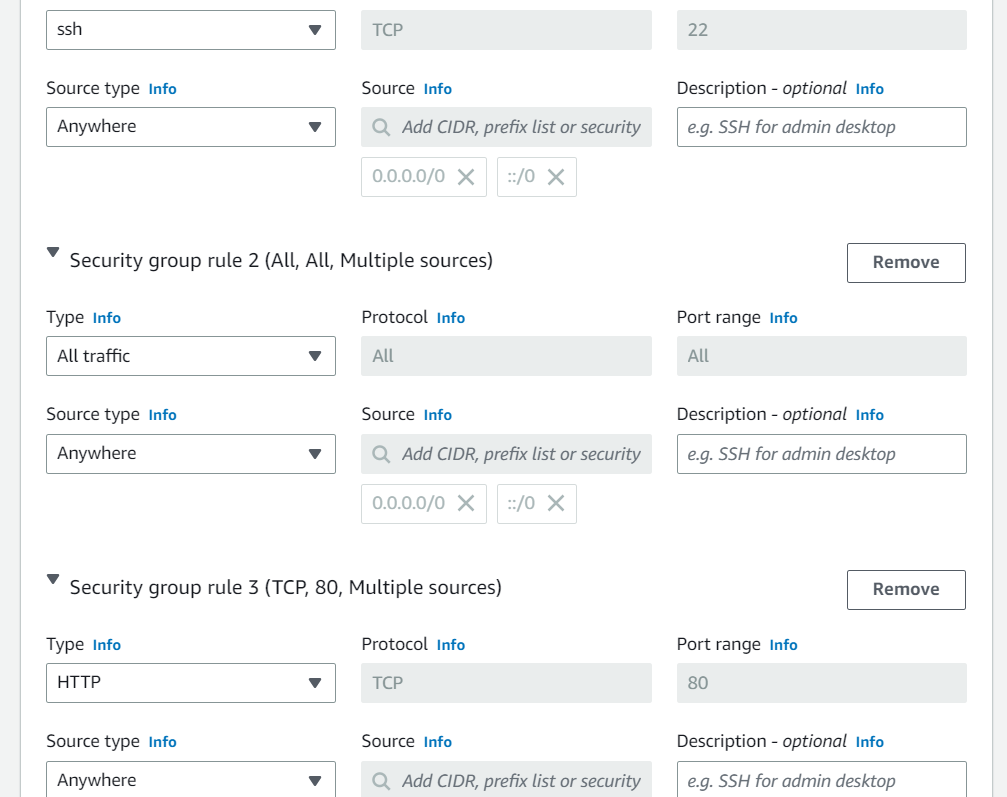 ssh TCP 22
Source type Info Source Info Description - optional Info
Anywhere Add CIDR, prefix list or security e.g. SSH for admin desktop
0.0.0.0/0 ::/0
Security group rule 2 (All, All, Multiple sources) Remove
Type Info Protocol Info Port range Info
All traffic All All
Source type Info Source Info Description - optional Info
Anywhere Add CIDR, prefix list or security e.g. SSH for admin desktop
0.0.0.0/0 ::/0
Security group rule 3 (TCP, 80, Multiple sources) Remove
Type Info Protocol Info Port range Info
HTTP TCP 80
Source type Info Source Info Description - optional Info
Anywhere Add CIDR, prefix list or security e.g. SSH for admin desktop